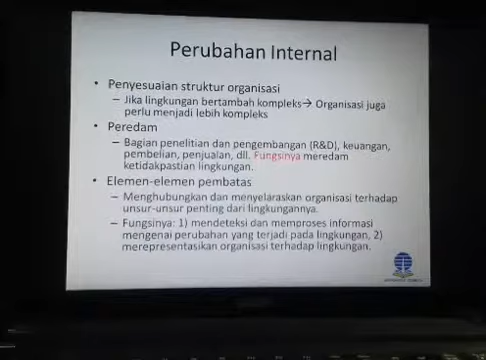 Perubahan Internal
• Penyesuaian struktur organisasi
– Jika lingkungan bertambah kompleks→ Organisasi juga
perlu menjadi lebih kompleks
• Peredam
– Bagian penelitian dan pengembangan (R&D), keuangan,
pembelian, penjualan, dll. Fungsinya meredam
ketidakpastian lingkungan.
• Elemen-elemen pembatas
– Menghubungkan dan menyelaraskan organisasi terhadap
unsur-unsur penting dari lingkungannya.
– Fungsinya: 1) mendeteksi dan memproses informasi
mengenai perubahan yang terjadi pada lingkungan, 2)
merepresentasikan organisasi terhadap lingkungan.